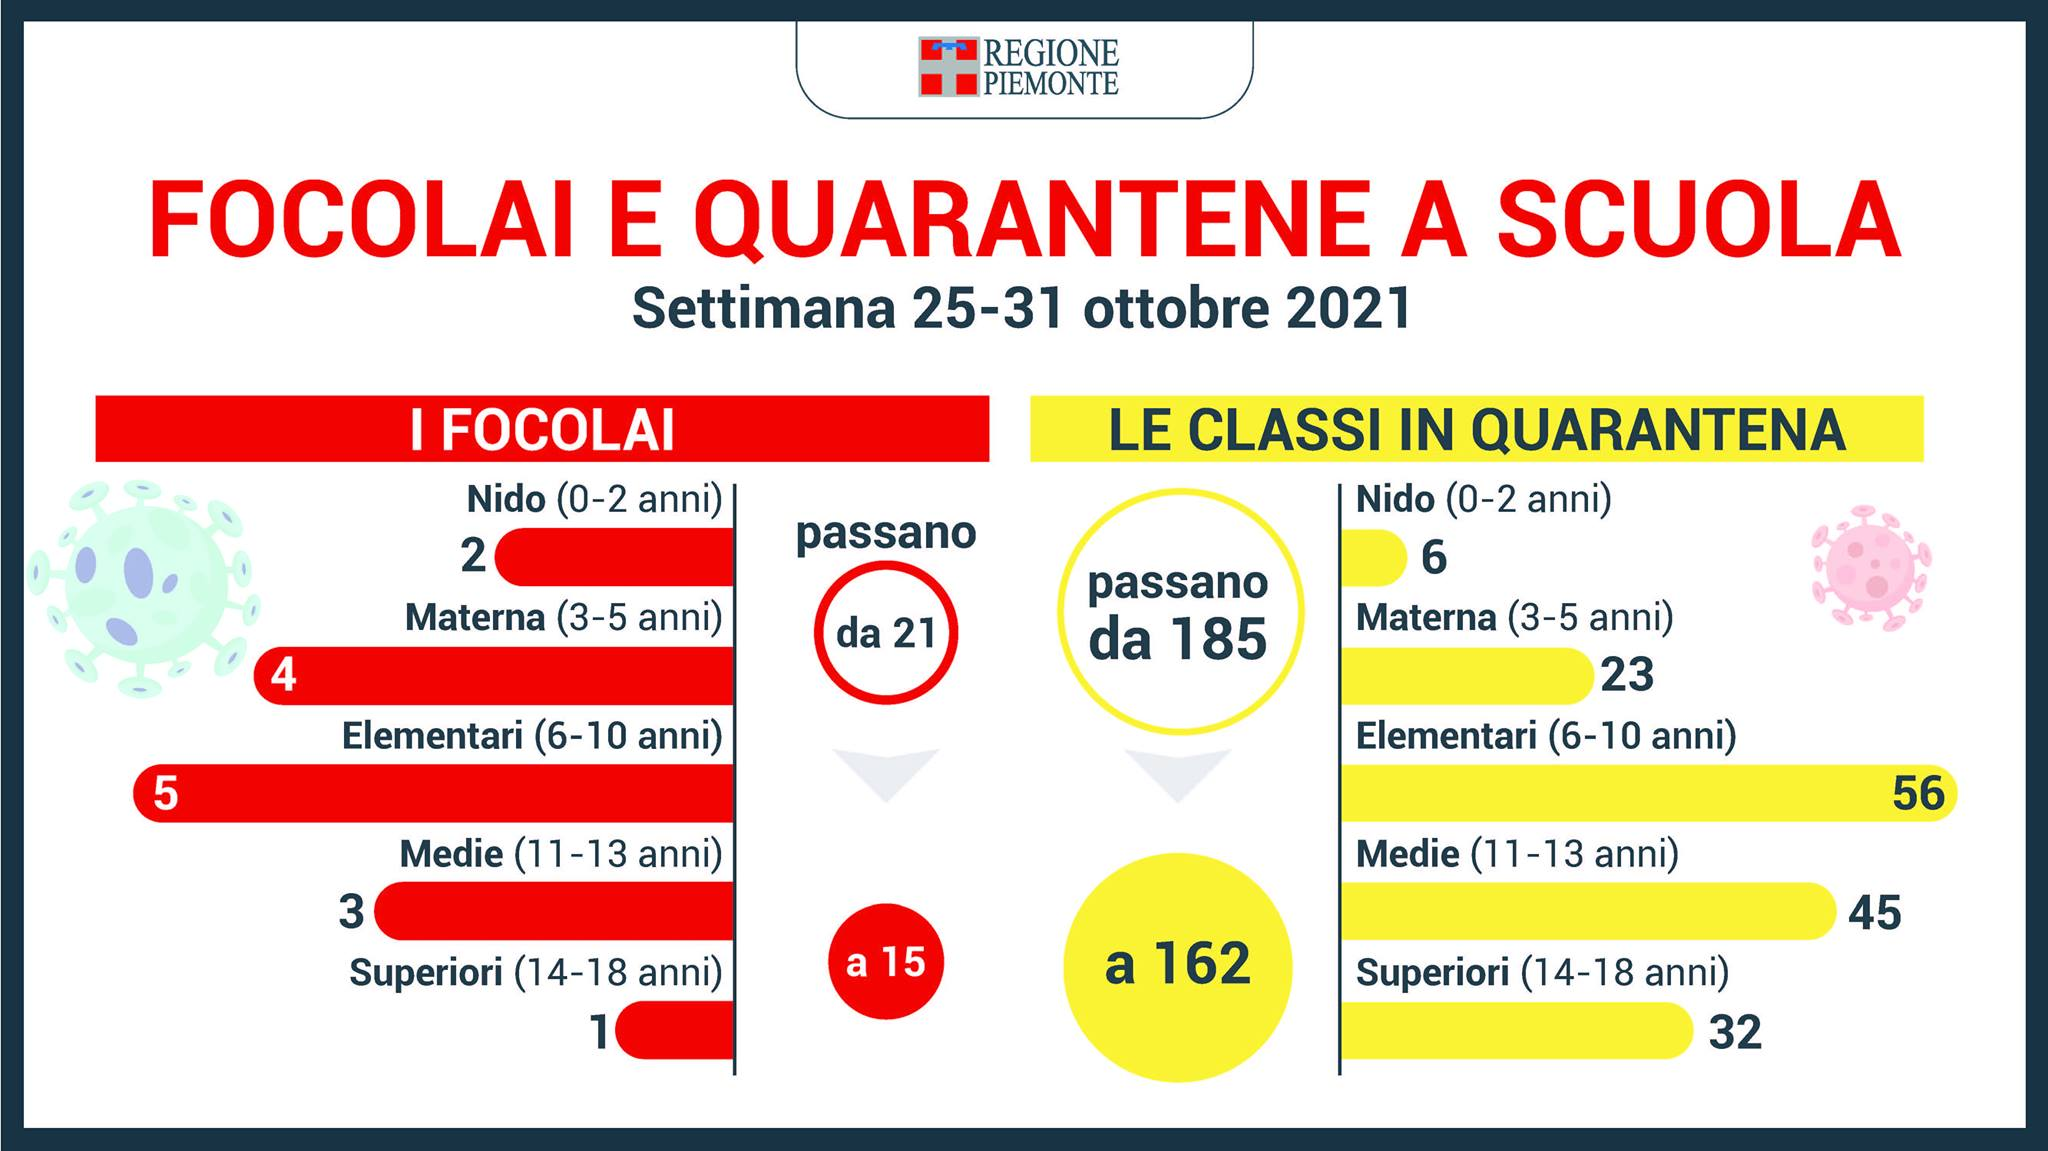 REGIONE
PIEMONTE
FOCOLAI E QUARANTENE A SCUOLA
Settimana 25-31 ottobre 2021
I FOCOLAI
Nido (0-2 anni)
2
Materna (3-5 anni)
4
Elementari (6-10 anni)
5
Medie (11-13 anni)
3
Superiori (14-18 anni)
1
passano
da 21
a 15
LE CLASSI IN QUARANTENA
passano
da 185
a 162
Nido (0-2 anni)
6
Materna (3-5 anni)
23
Elementari (6-10 anni)
56
Medie (11-13 anni)
45
Superiori (14-18 anni)
32